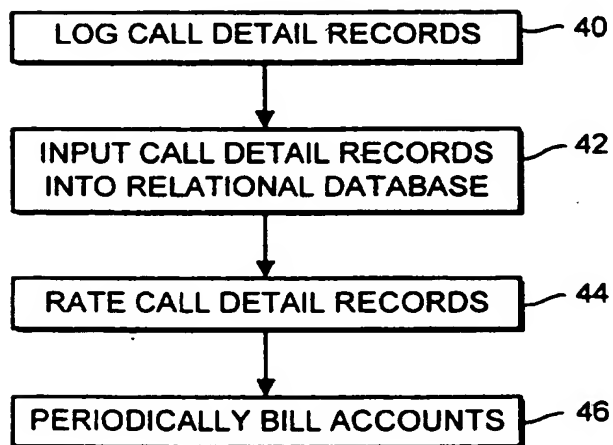 LOG CALL DETAIL RECORDS
40
INPUT CALL DETAIL RECORDS
INTO RELATIONAL DATABASE
42
RATE CALL DETAIL RECORDS
44
PERIODICALLY BILL ACCOUNTS
46